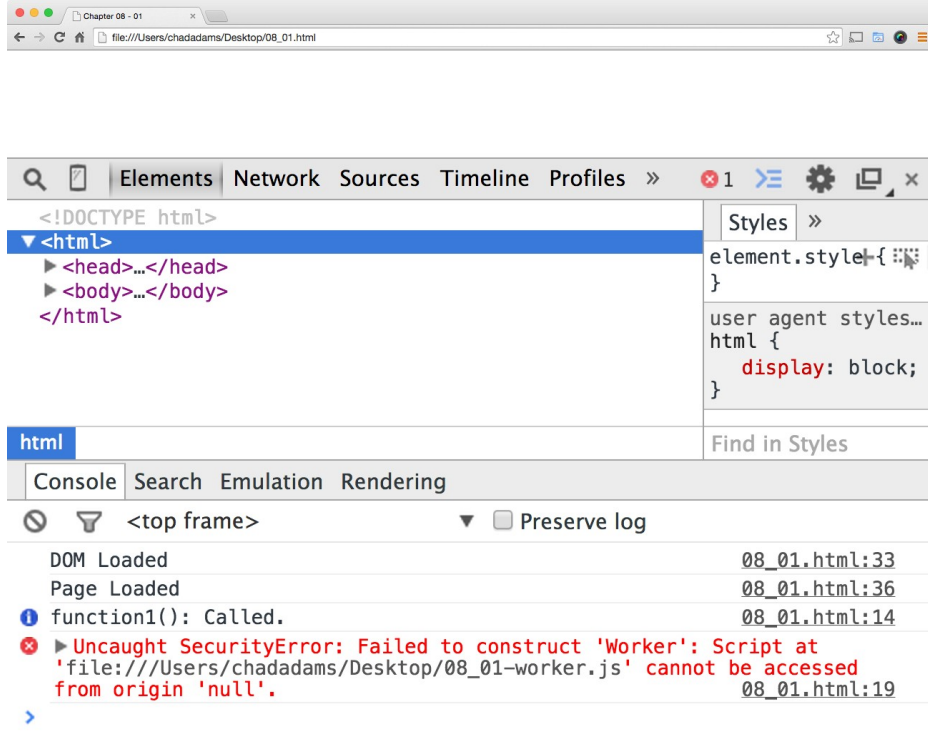 Chapter 08 - 01
file:///Users/chadadams/Desktop/08_01.html
Elements Network Sources Timeline Profiles » 1
<!DOCTYPE html>
Styles »
▼<html>
▶<head>…</head>
▶<body>…</body>
</html>
element.style {
}
user agent styles…
html {
display: block;
}
html
Find in Styles
Console Search Emulation Rendering
<top frame> ▼ Preserve log
DOM Loaded 08_01.html:33
Page Loaded 08_01.html:36
function1(): Called. 08_01.html:14
▶Uncaught SecurityError: Failed to construct 'Worker': Script at
'file:///Users/chadadams/Desktop/08_01-worker.js' cannot be accessed
from origin 'null'. 08_01.html:19
>